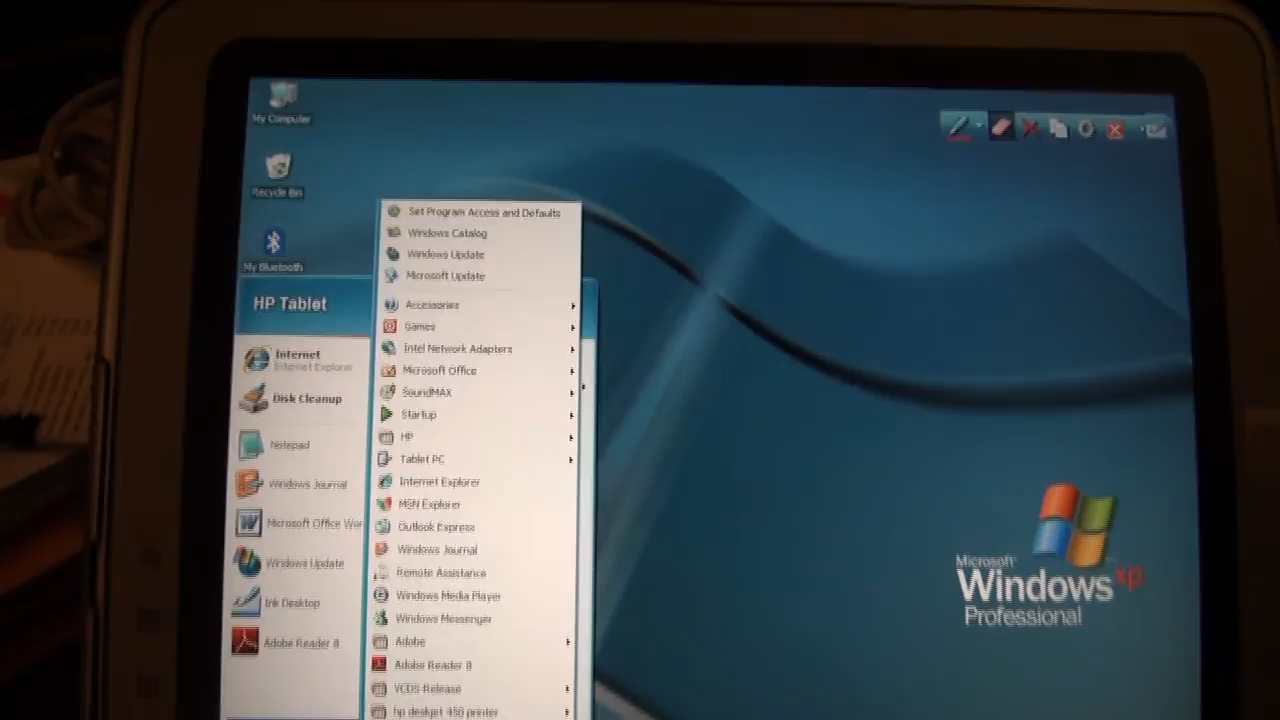 My Computer
Recycle Bin
My Bluetooth
HP Tablet
Internet
Internet Explorer
Disk Cleanup
Notepad
Windows Journal
Microsoft Office Wor
Windows Update
Ink Desktop
Adobe Reader 8
Set Program Access and Defaults
Windows Catalog
Windows Update
Microsoft Update
Accessories
Games
Intel Network Adapters
Microsoft Office
SoundMAX
Startup
HP
Tablet PC
Internet Explorer
MSN Explorer
Outlook Express
Windows Journal
Remote Assistance
Windows Media Player
Windows Messenger
Adobe
Adobe Reader 8
VCDS-Release
hp deskjet 450 printer
Microsoft
Windows xp
Professional